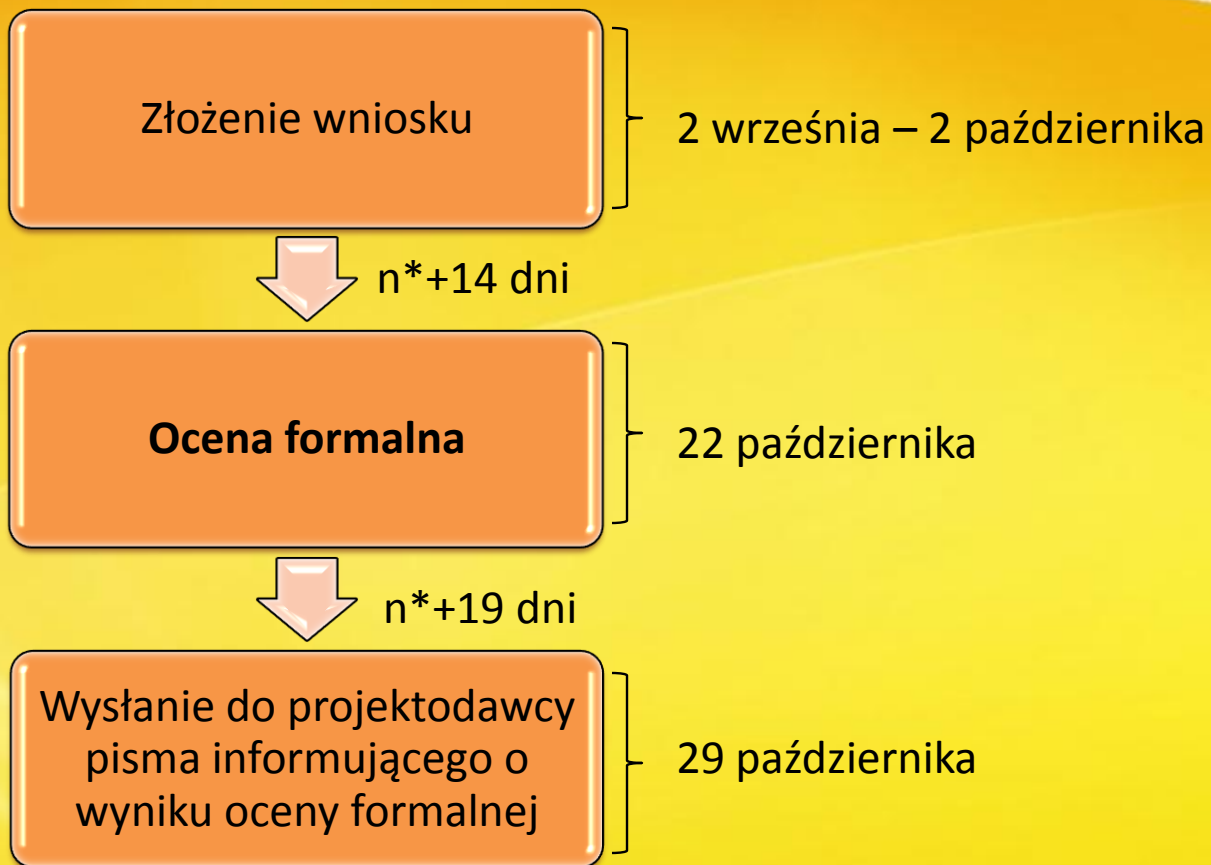 Złożenie wniosku
2 września – 2 października
n*+14 dni
Ocena formalna
22 października
n*+19 dni
Wysłanie do projektodawcy
pisma informującego o
wyniku oceny formalnej
29 października